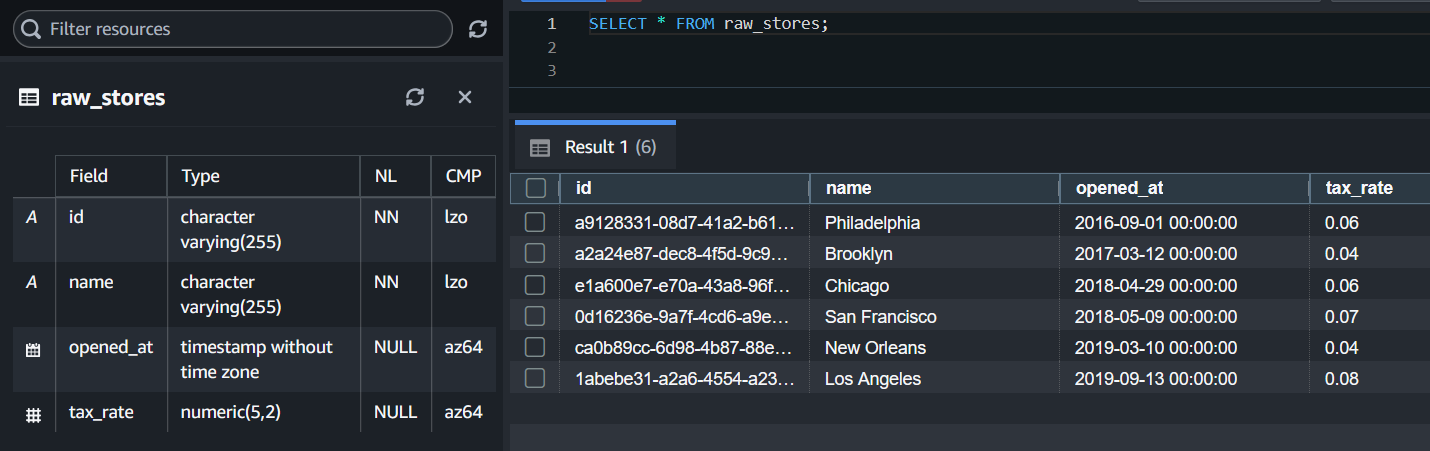 Filter resources
raw_stores
Field Type NL CMP
A id character varying(255) NN lzo
A name character varying(255) NN lzo
opened_at timestamp without time zone NULL az64
tax_rate numeric(5,2) NULL az64
1 SELECT * FROM raw_stores;
2
3
Result 1 (6)
id name opened_at tax_rate
a9128331-08d7-41a2-b61... Philadelphia 2016-09-01 00:00:00 0.06
a2a24e87-dec8-4f5d-9c9... Brooklyn 2017-03-12 00:00:00 0.04
e1a600e7-e70a-43a8-96f... Chicago 2018-04-29 00:00:00 0.06
0d16236e-9a7f-4cd6-a9e... San Francisco 2018-05-09 00:00:00 0.07
ca0b89cc-6d98-4b87-88e... New Orleans 2019-03-10 00:00:00 0.04
1abebe31-a2a6-4554-a23... Los Angeles 2019-09-13 00:00:00 0.08